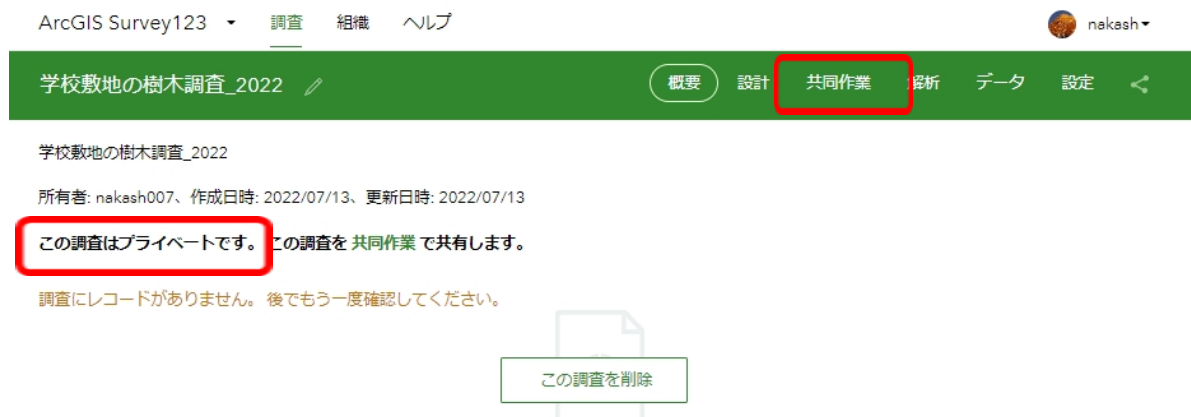 ArcGIS Survey123 調査 組織 ヘルプ nakash
学校敷地の樹木調査_2022 概要 設計 共同作業 解析 データ 設定
学校敷地の樹木調査_2022
所有者: nakash007、作成日時: 2022/07/13、更新日時: 2022/07/13
この調査はプライベートです。 この調査を 共同作業 で共有します。
調査にレコードがありません。 後でもう一度確認してください。
この調査を削除